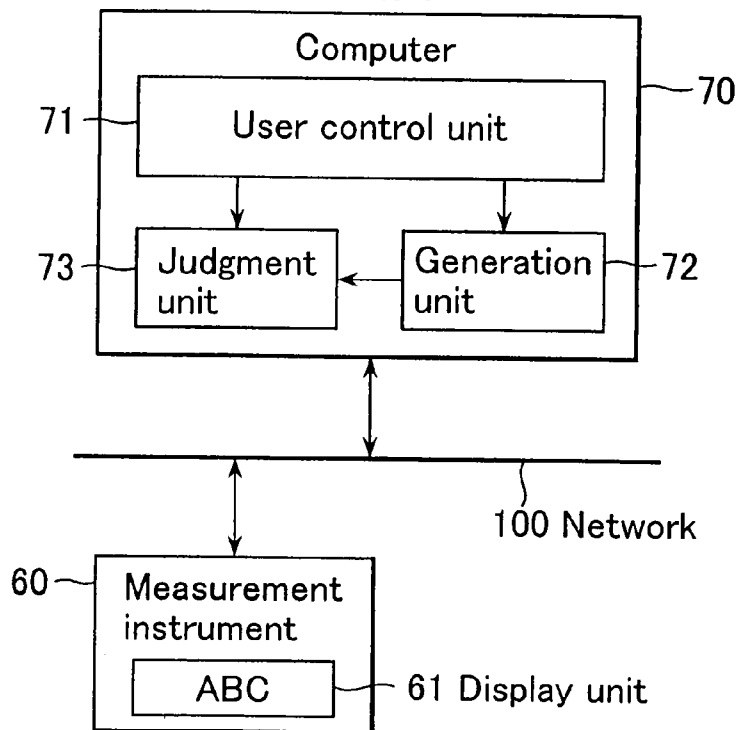 Computer
70
71
User control unit
73
Judgment
unit
Generation
unit
72
100 Network
60
Measurement
instrument
ABC
61 Display unit